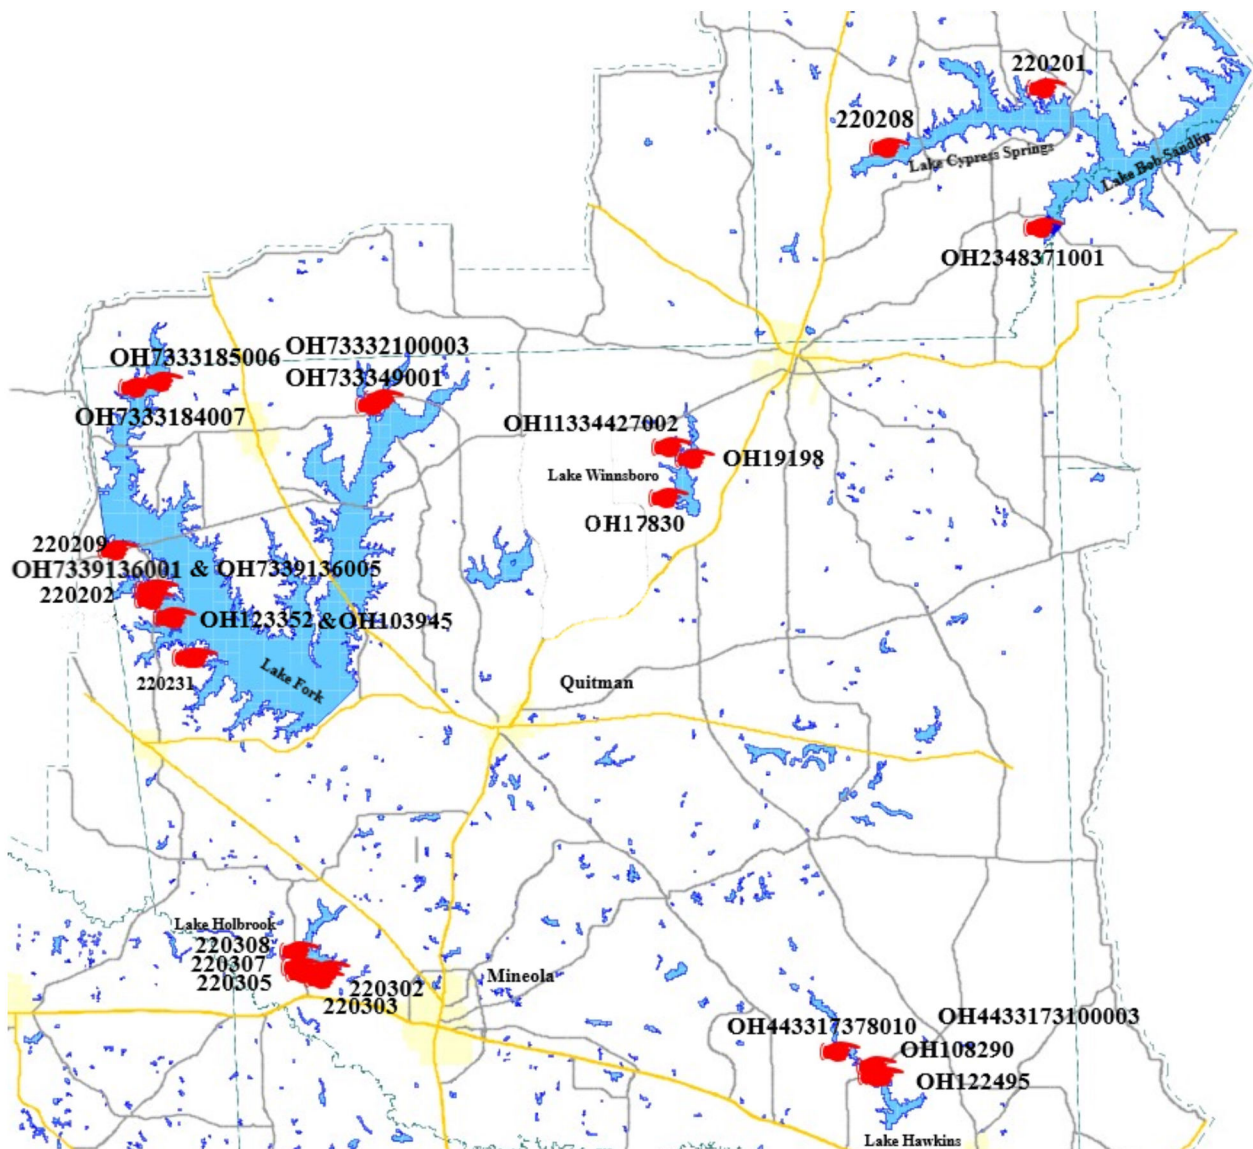 220201
220208
Lake Cypress Springs
Lake Bob Sandlin
OH2348371001
OH7333185006
OH73332100003
OH733349001
OH7333184007
OH11334427002
OH19198
Lake Winnsboro
OH17830
220209
OH7339136001 & OH7339136005
220202
OH123352 & OH103945
220231
Lake Fork
Quitman
Lake Holbrook
220308
220307
220305
220302
220303
Mineola
OH443317378010
OH4433173100003
OH108290
OH122495
Lake Hawkins